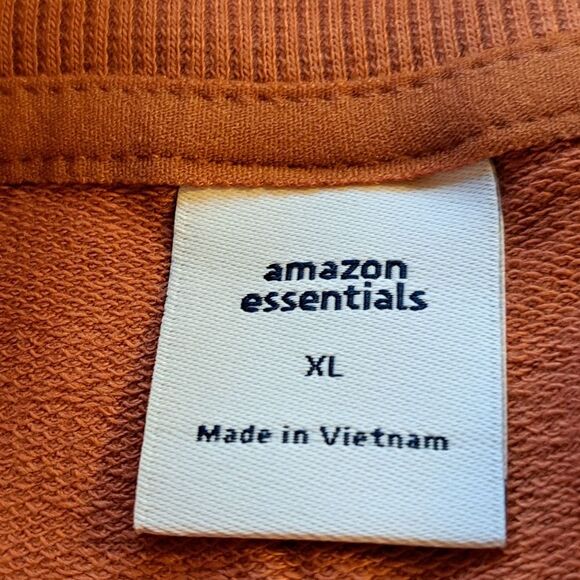 amazon
essentials
XL
Made in Vietnam